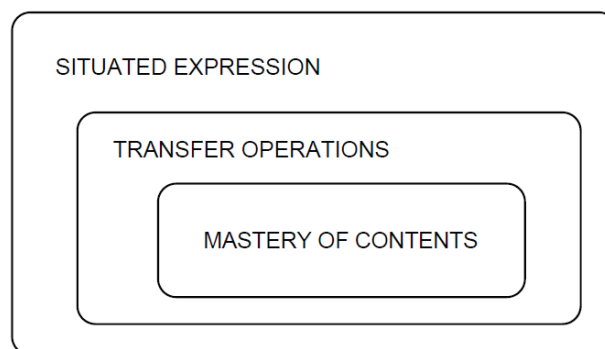 SITUATED EXPRESSION
TRANSFER OPERATIONS
MASTERY OF CONTENTS